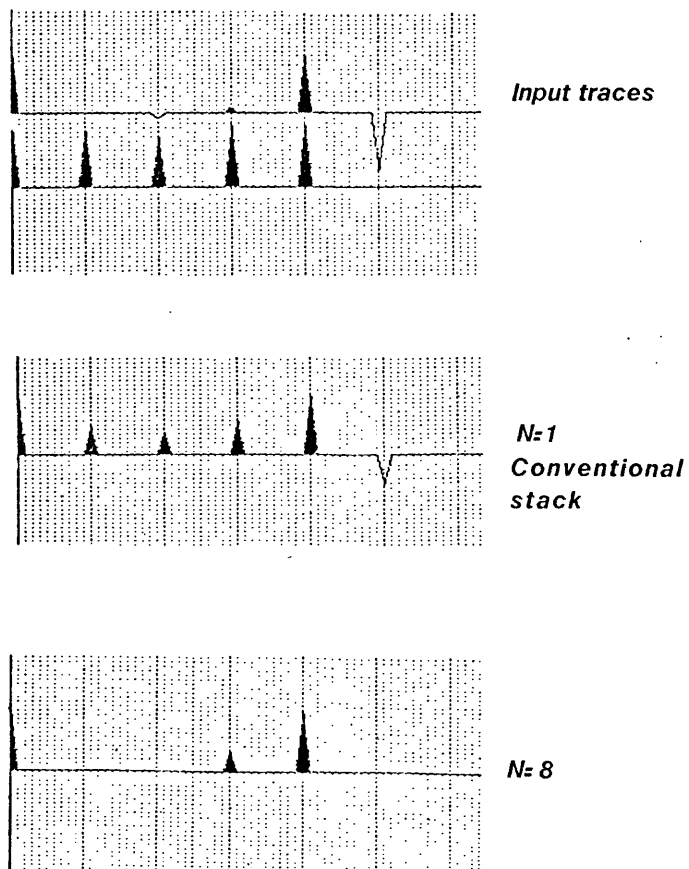 Input traces
N=1
Conventional
stack
N=8